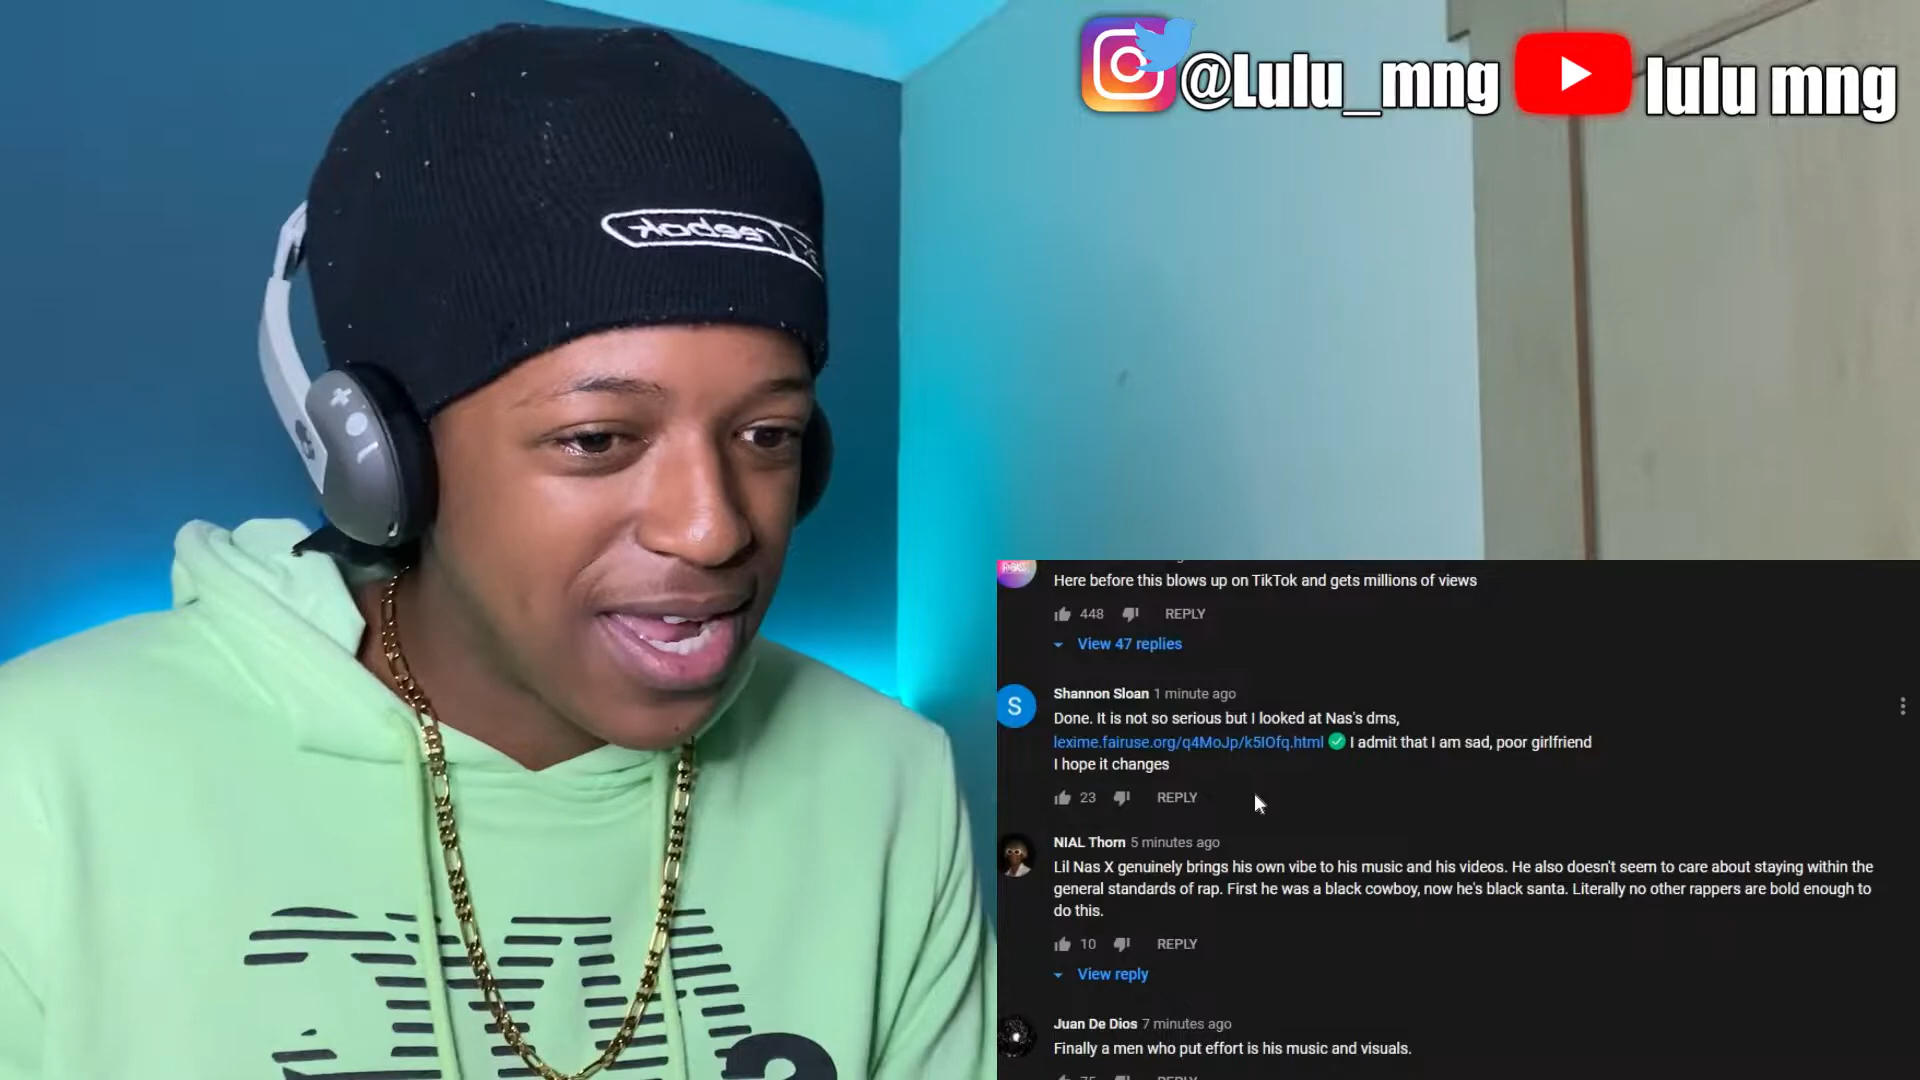 @Lulu_mng lulu mng
reebok
Here before this blows up on TikTok and gets millions of views
448 REPLY
View 47 replies
S
Shannon Sloan 1 minute ago
Done. It is not so serious but I looked at Nas's dms,
lexime.fairuse.org/q4MoJp/k5IOfq.html I admit that I am sad, poor girlfriend
I hope it changes
23 REPLY
NIAL Thorn 5 minutes ago
Lil Nas X genuinely brings his own vibe to his music and his videos. He also doesn't seem to care about staying within the
general standards of rap. First he was a black cowboy, now he's black santa. Literally no other rappers are bold enough to
do this.
10 REPLY
View reply
Juan De Dios 7 minutes ago
Finally a men who put effort is his music and visuals.